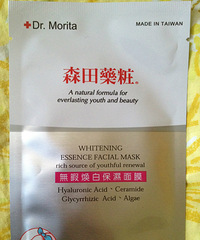 Dr. Morita
MADE IN TAIWAN
森田藥粧®
A natural formula for
everlasting youth and beauty
WHITENING
ESSENCE FACIAL MASK
rich source of youthful renewal
無瑕煥白保濕面膜
Hyaluronic Acid、Ceramide
Glycyrrhizic Acid、Algae